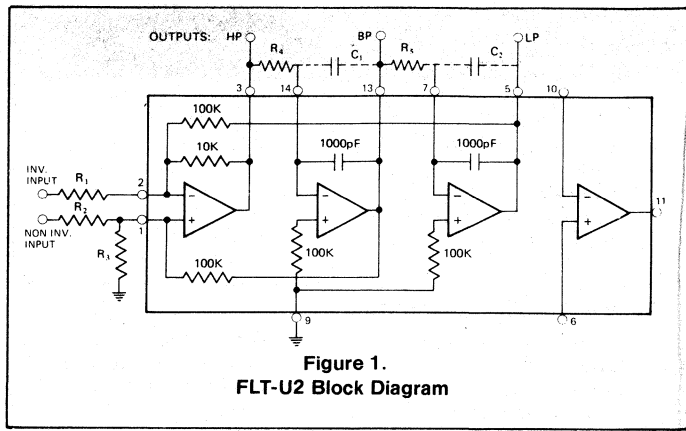 OUTPUTS: HP BP LP
R4 C1 R5 C2
3 14 13 7 5 10
100K
10K 1000pF 1000pF
INV. INPUT R1 2 − − − − 11
R2 1 + + + +
NON INV. INPUT
R3 100K 100K 100K
9 6
Figure 1.
FLT-U2 Block Diagram